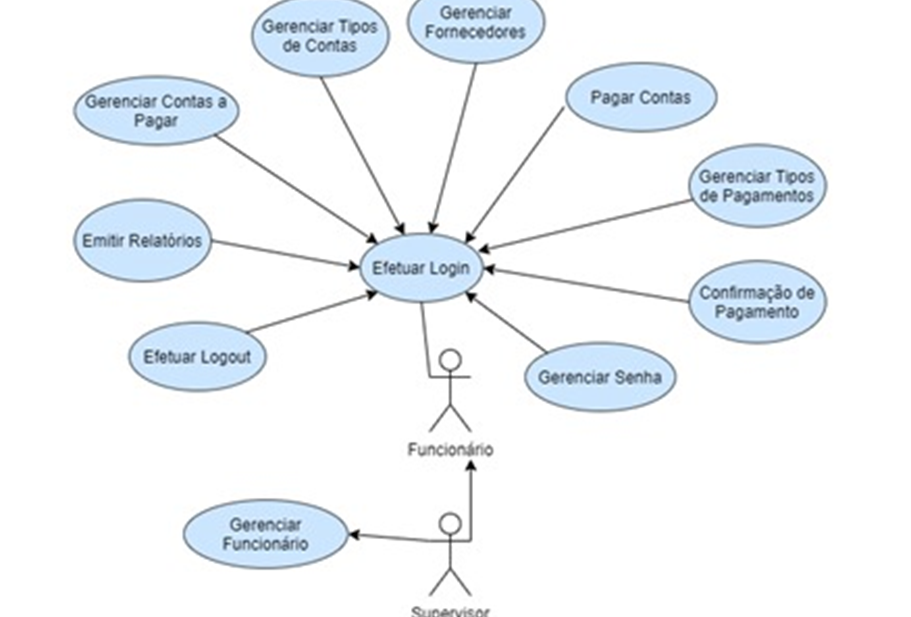 Gerenciar Tipos
de Contas
Gerenciar
Fornecedores
Gerenciar Contas a
Pagar
Pagar Contas
Gerenciar Tipos
de Pagamentos
Emitir Relatórios
Efetuar Login
Confirmação de
Pagamento
Efetuar Logout
Gerenciar Senha
Funcionário
Gerenciar
Funcionário
Supervisor